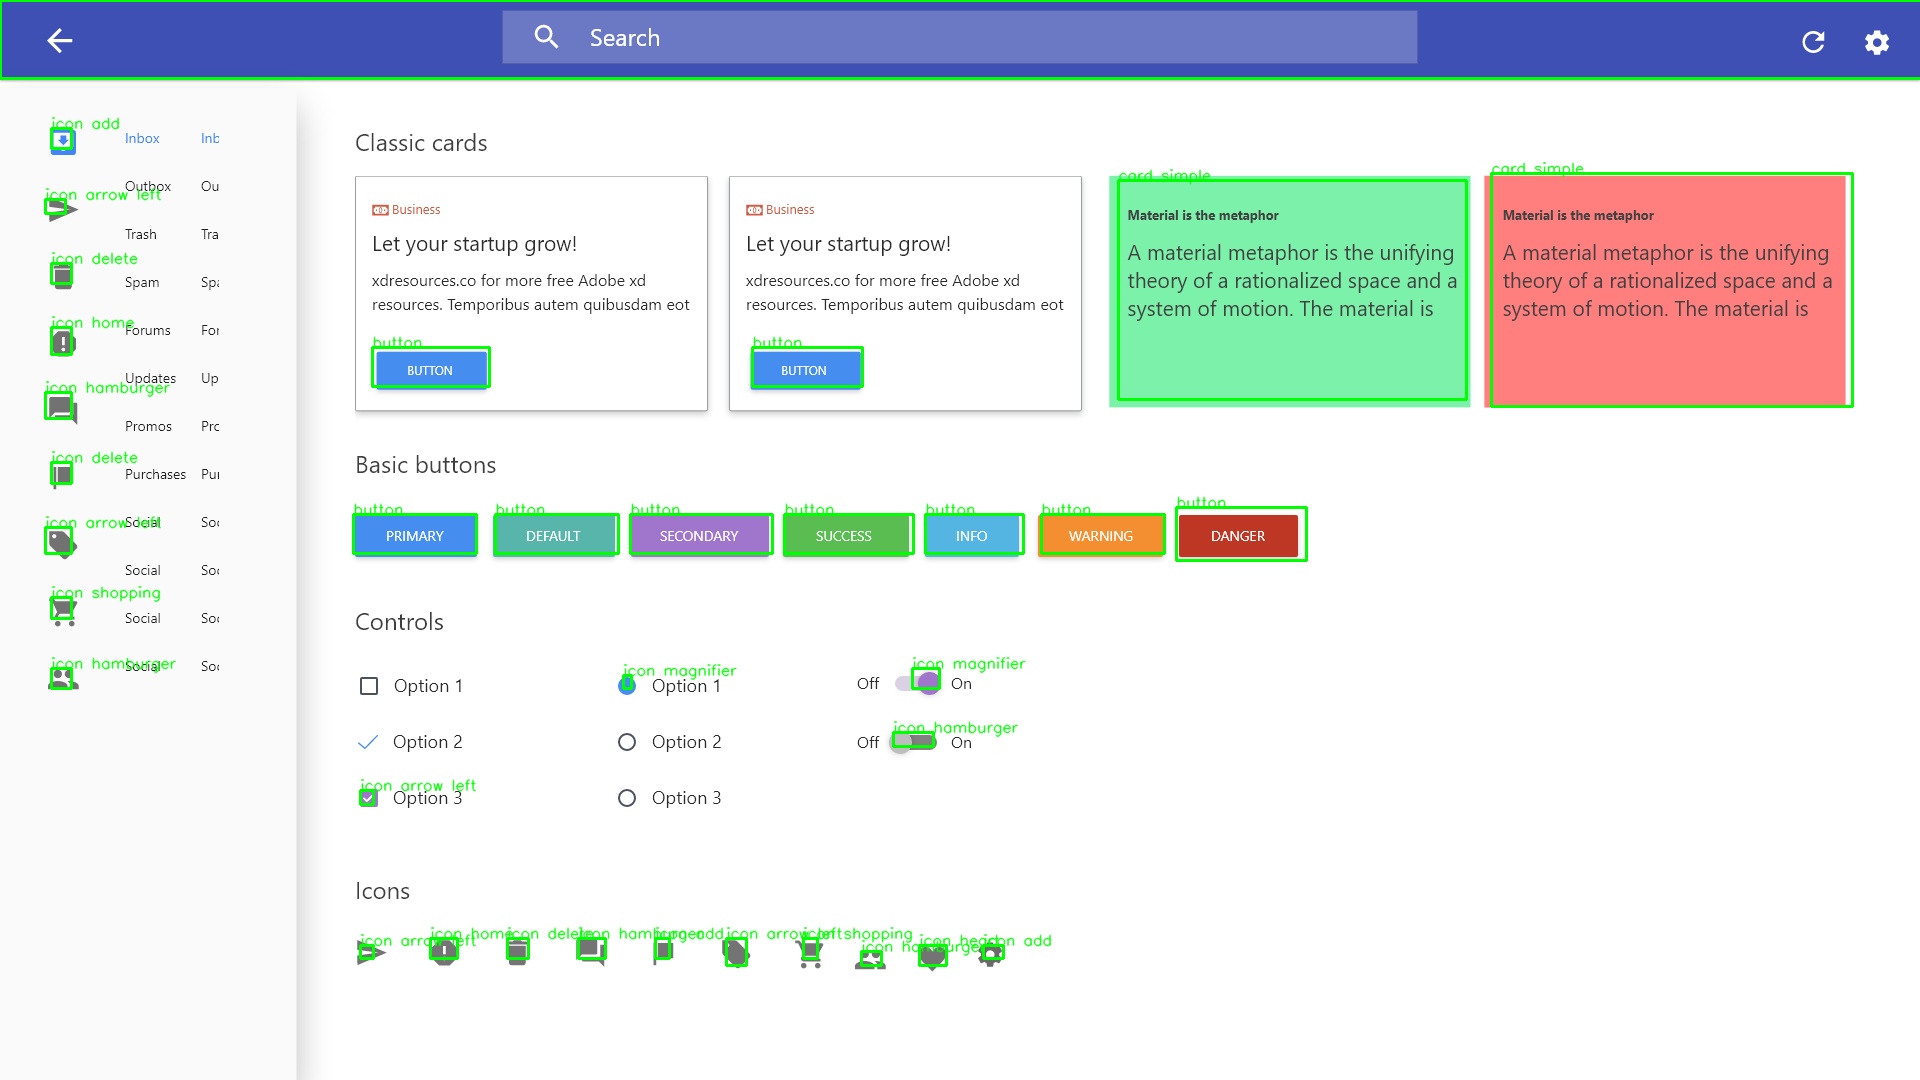 Search
icon add
Inbox Inb
icon arrow left
Outbox Ou
Trash Tra
icon delete
Spam Spa
icon home
Forums For
Updates Up
icon hamburger
Promos Pro
icon delete
Purchases Pur
icon arrow left
Social Soc
Social Soc
icon shopping
Social Soc
icon hamburger
Social Soc
Classic cards
Business
Let your startup grow!
xdresources.co for more free Adobe xd
resources. Temporibus autem quibusdam eot
button
BUTTON
Business
Let your startup grow!
xdresources.co for more free Adobe xd
resources. Temporibus autem quibusdam eot
button
BUTTON
card simple
Material is the metaphor
A material metaphor is the unifying
theory of a rationalized space and a
system of motion. The material is
card simple
Material is the metaphor
A material metaphor is the unifying
theory of a rationalized space and a
system of motion. The material is
Basic buttons
button button button button button button button
PRIMARY DEFAULT SECONDARY SUCCESS INFO WARNING DANGER
Controls
Option 1
Option 2
icon arrow left
Option 3
icon magnifier
Option 1
Option 2
Option 3
icon magnifier
Off On
icon hamburger
Off On
Icons
icon arrow left icon home icon delete icon hamburger icon add icon arrow left icon shopping icon hamburger icon heart icon add